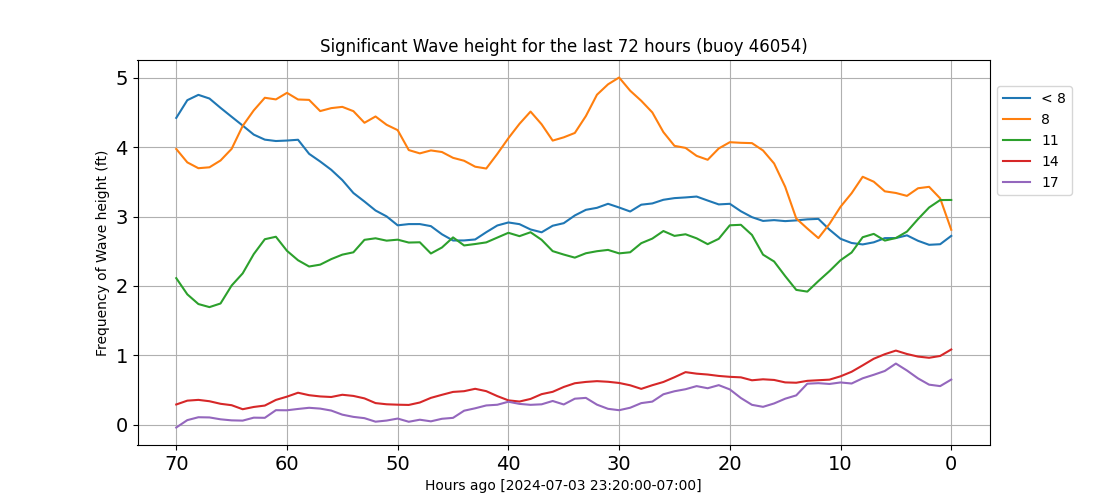 Significant Wave height for the last 72 hours (buoy 46054)
Frequency of Wave height (ft)
5
4
3
2
1
0
70 60 50 40 30 20 10 0
Hours ago [2024-07-03 23:20:00-07:00]
< 8
8
11
14
17